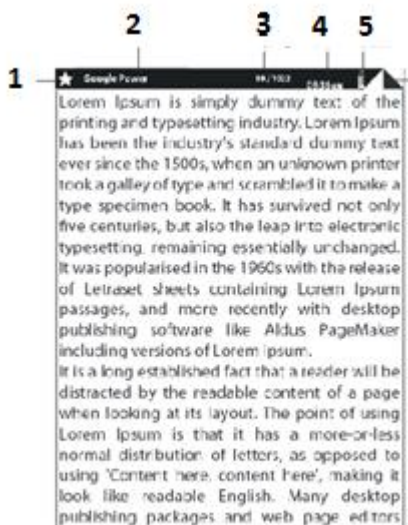 2 3 4 5
1
Google Power
Lorem Ipsum is simply dummy text of the
printing and typesetting industry. Lorem Ipsum
has been the industry's standard dummy text
ever since the 1500s, when an unknown printer
took a galley of type and scrambled it to make a
type specimen book. It has survived not only
five centuries, but also the leap into electronic
typesetting, remaining essentially unchanged.
It was popularised in the 1960s with the release
of Letraset sheets containing Lorem Ipsum
passages, and more recently with desktop
publishing software like Aldus PageMaker
including versions of Lorem Ipsum.
It is a long established fact that a reader will be
distracted by the readable content of a page
when looking at its layout. The point of using
Lorem Ipsum is that it has a more-or-less
normal distribution of letters, as opposed to
using 'Content here, content here', making it
look like readable English. Many desktop
publishing packages and web page editors